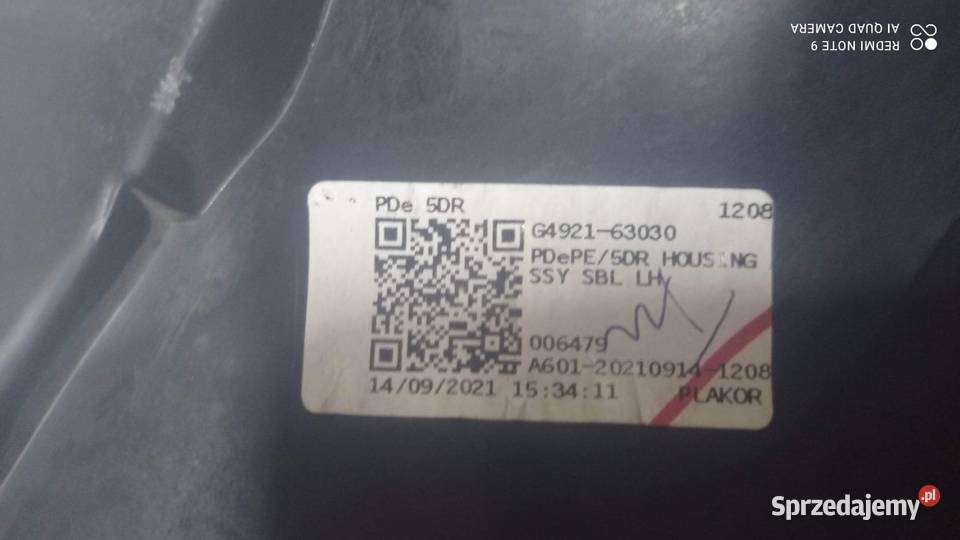 REDMI NOTE 9
AI QUAD CAMERA
PDe 5DR
1208
G4921-63030
PDePE/5DR HOUSING
SSY SBL LH
006479
A601-20210914-1208
14/09/2021 15:34:11
PLAKOR
Sprzedajemy.pl